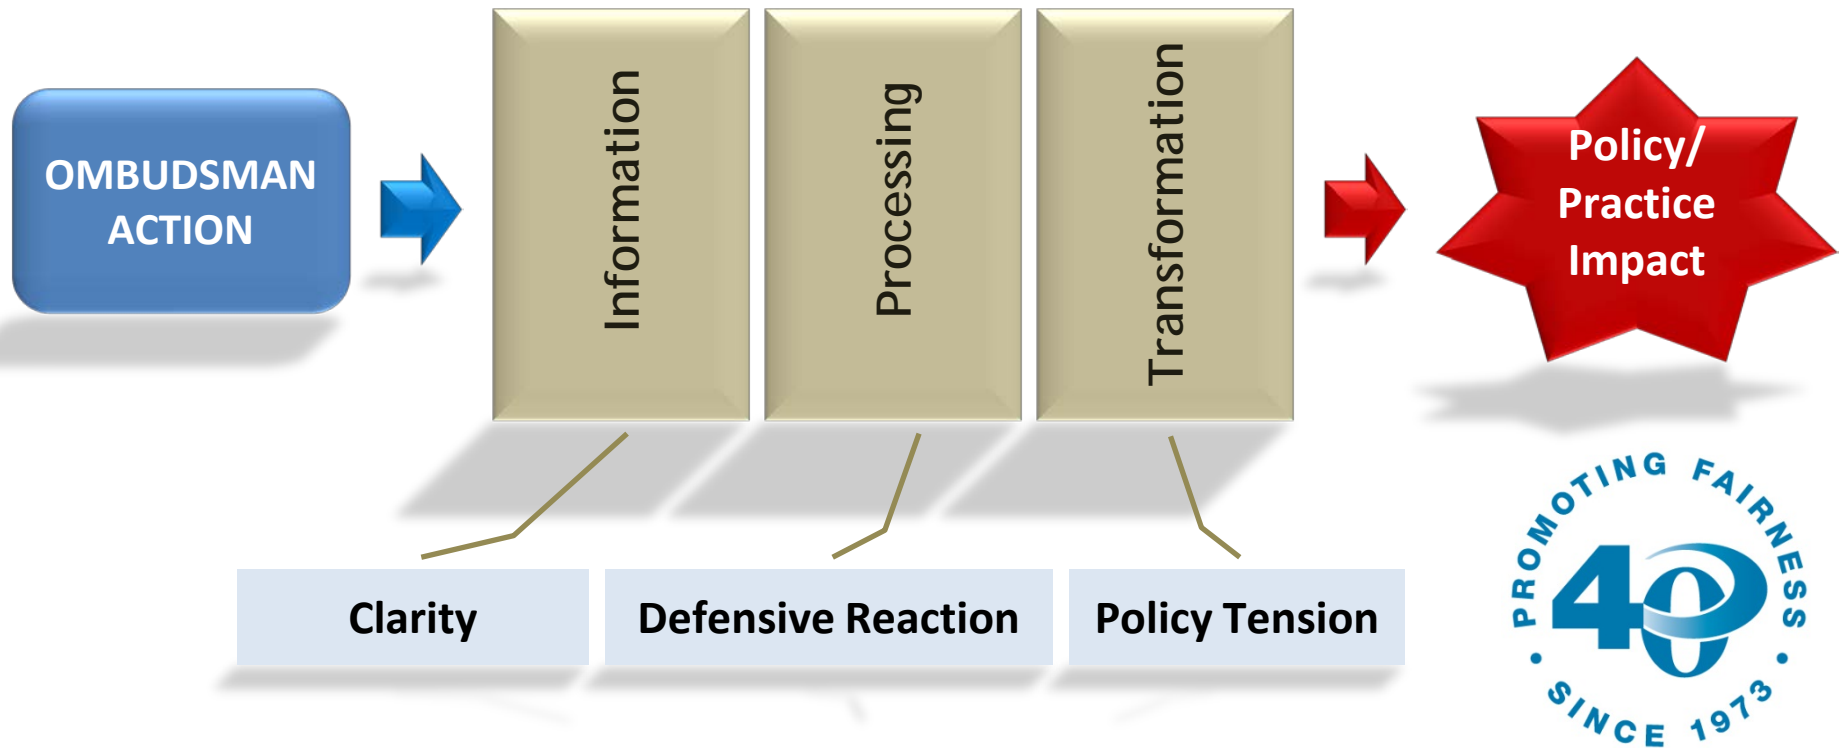 OMBUDSMAN
ACTION
Information
Processing
Transformation
Policy/
Practice
Impact
Clarity
Defensive Reaction
Policy Tension
PROMOTING FAIRNESS
40
• SINCE 1973 •